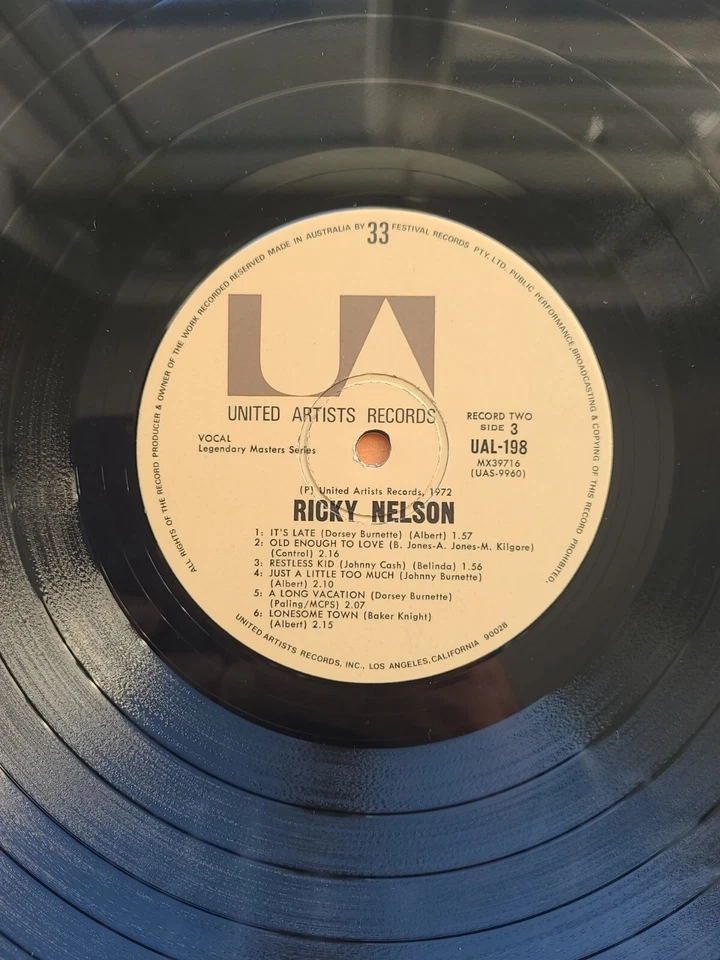 ALL RIGHTS OF THE RECORD PRODUCER & OWNER OF THE WORK RECORDED RESERVED MADE IN AUSTRALIA BY 33 FESTIVAL RECORDS PTY. LTD. PUBLIC PERFORMANCE, BROADCASTING & COPYING OF THIS RECORD PROHIBITED.
UA
UNITED ARTISTS RECORDS
RECORD TWO
SIDE 3
VOCAL
Legendary Masters Series
UAL-198
MX39716
(UAS-9960)
(P) United Artists Records, 1972
RICKY NELSON
1: IT'S LATE (Dorsey Burnette) (Albert) 1.57
2: OLD ENOUGH TO LOVE (B. Jones-A. Jones-M. Kilgore)
(Control) 2.16
3: RESTLESS KID (Johnny Cash) (Belinda) 1.56
4: JUST A LITTLE TOO MUCH (Johnny Burnette)
(Albert) 2.10
5: A LONG VACATION (Dorsey Burnette)
(Paling/MCPS) 2.07
6: LONESOME TOWN (Baker Knight)
(Albert) 2.15
UNITED ARTISTS RECORDS, INC., LOS ANGELES, CALIFORNIA 90028